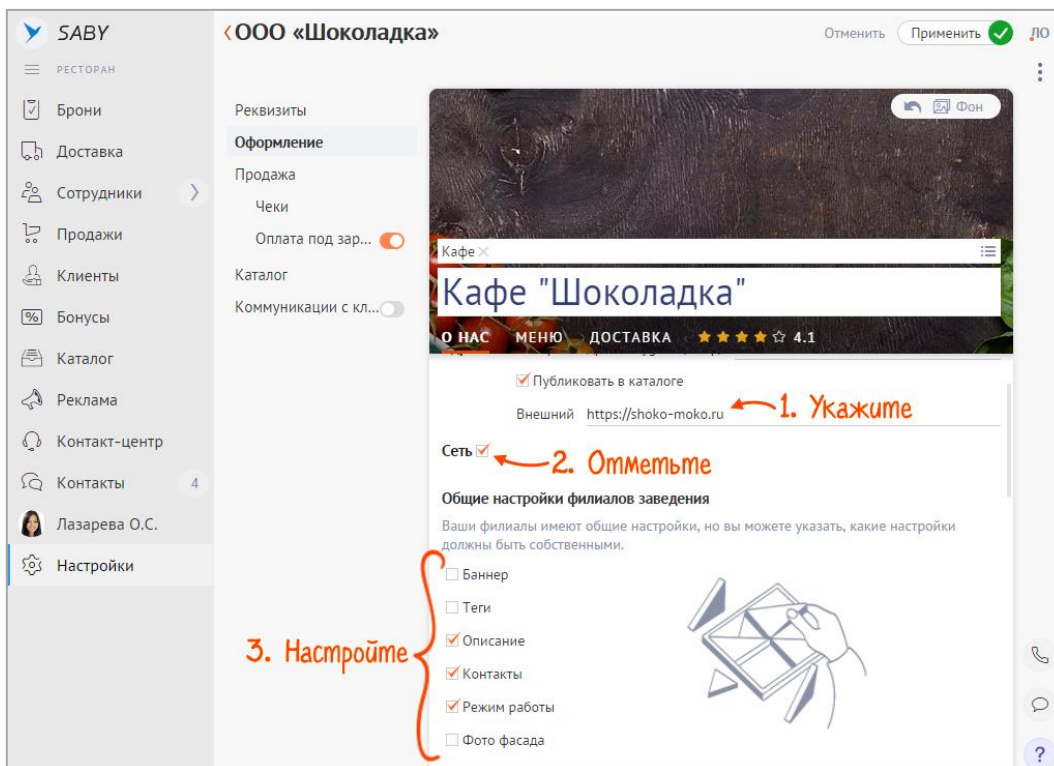 SABY
ООО «Шоколадка»
Отменить
Применить
ЛО
РЕСТОРАН
Брони
Доставка
Сотрудники
Продажи
Клиенты
Бонусы
Каталог
Реклама
Контакт-центр
Контакты 4
Лазарева О.С.
Настройки
Реквизиты
Оформление
Продажа
Чеки
Оплата под зар...
Каталог
Коммуникации с кл...
Фон
Кафе
Кафе "Шоколадка"
О НАС МЕНЮ ДОСТАВКА 4.1
Публиковать в каталоге
Внешний https://shoko-moko.ru
1. Укажите
Сеть
2. Отметьте
Общие настройки филиалов заведения
Ваши филиалы имеют общие настройки, но вы можете указать, какие настройки
должны быть собственными.
3. Настройте
Баннер
Теги
Описание
Контакты
Режим работы
Фото фасада
?